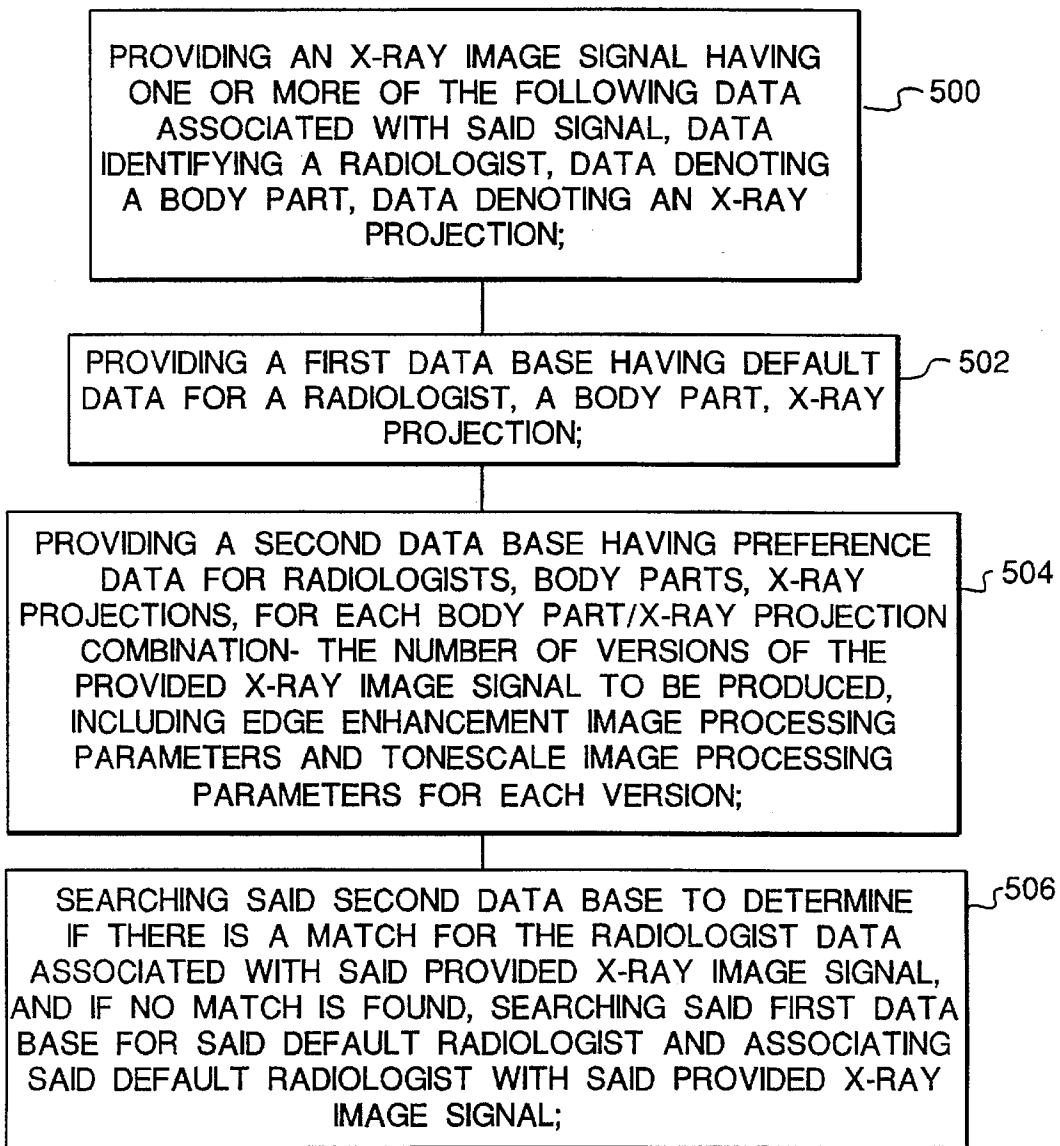 PROVIDING AN X-RAY IMAGE SIGNAL HAVING
ONE OR MORE OF THE FOLLOWING DATA
ASSOCIATED WITH SAID SIGNAL, DATA
IDENTIFYING A RADIOLOGIST, DATA DENOTING
A BODY PART, DATA DENOTING AN X-RAY
PROJECTION;
500
PROVIDING A FIRST DATA BASE HAVING DEFAULT
DATA FOR A RADIOLOGIST, A BODY PART, X-RAY
PROJECTION;
502
PROVIDING A SECOND DATA BASE HAVING PREFERENCE
DATA FOR RADIOLOGISTS, BODY PARTS, X-RAY
PROJECTIONS, FOR EACH BODY PART/X-RAY PROJECTION
COMBINATION- THE NUMBER OF VERSIONS OF THE
PROVIDED X-RAY IMAGE SIGNAL TO BE PRODUCED,
INCLUDING EDGE ENHANCEMENT IMAGE PROCESSING
PARAMETERS AND TONESCALE IMAGE PROCESSING
PARAMETERS FOR EACH VERSION;
504
SEARCHING SAID SECOND DATA BASE TO DETERMINE
IF THERE IS A MATCH FOR THE RADIOLOGIST DATA
ASSOCIATED WITH SAID PROVIDED X-RAY IMAGE SIGNAL,
AND IF NO MATCH IS FOUND, SEARCHING SAID FIRST DATA
BASE FOR SAID DEFAULT RADIOLOGIST AND ASSOCIATING
SAID DEFAULT RADIOLOGIST WITH SAID PROVIDED X-RAY
IMAGE SIGNAL;
506